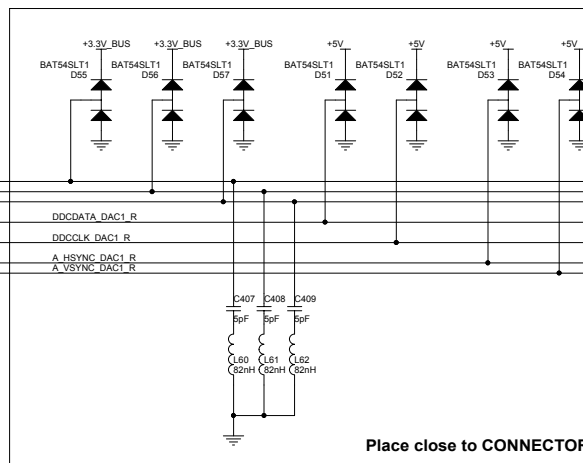 +3.3V_BUS +3.3V_BUS +3.3V_BUS +5V +5V +5V +5V
BAT54SLT1 BAT54SLT1 BAT54SLT1 BAT54SLT1 BAT54SLT1 BAT54SLT1 BAT54SLT1
D55 D56 D57 D51 D52 D53 D54
DDCDATA_DAC1_R
DDCCLK_DAC1_R
A_HSYNC_DAC1_R
A_VSYNC_DAC1_R
C407 C408 C409
5pF 5pF 5pF
L60 L61 L62
82nH 82nH 82nH
Place close to CONNECTOR